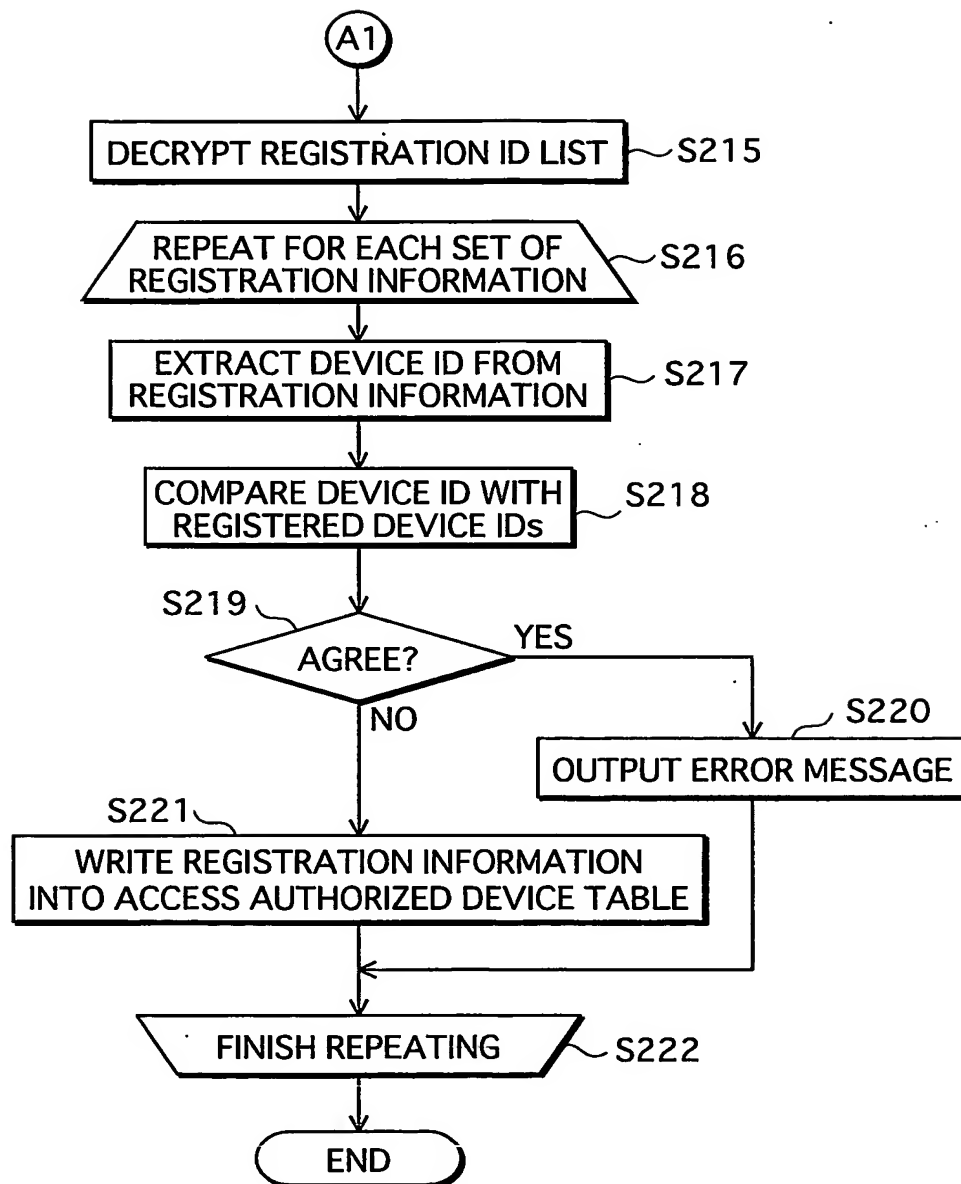 A1
DECRYPT REGISTRATION ID LIST
S215
REPEAT FOR EACH SET OF
REGISTRATION INFORMATION
S216
EXTRACT DEVICE ID FROM
REGISTRATION INFORMATION
S217
COMPARE DEVICE ID WITH
REGISTERED DEVICE IDs
S218
S219
AGREE?
YES
NO
S220
OUTPUT ERROR MESSAGE
S221
WRITE REGISTRATION INFORMATION
INTO ACCESS AUTHORIZED DEVICE TABLE
FINISH REPEATING
S222
END